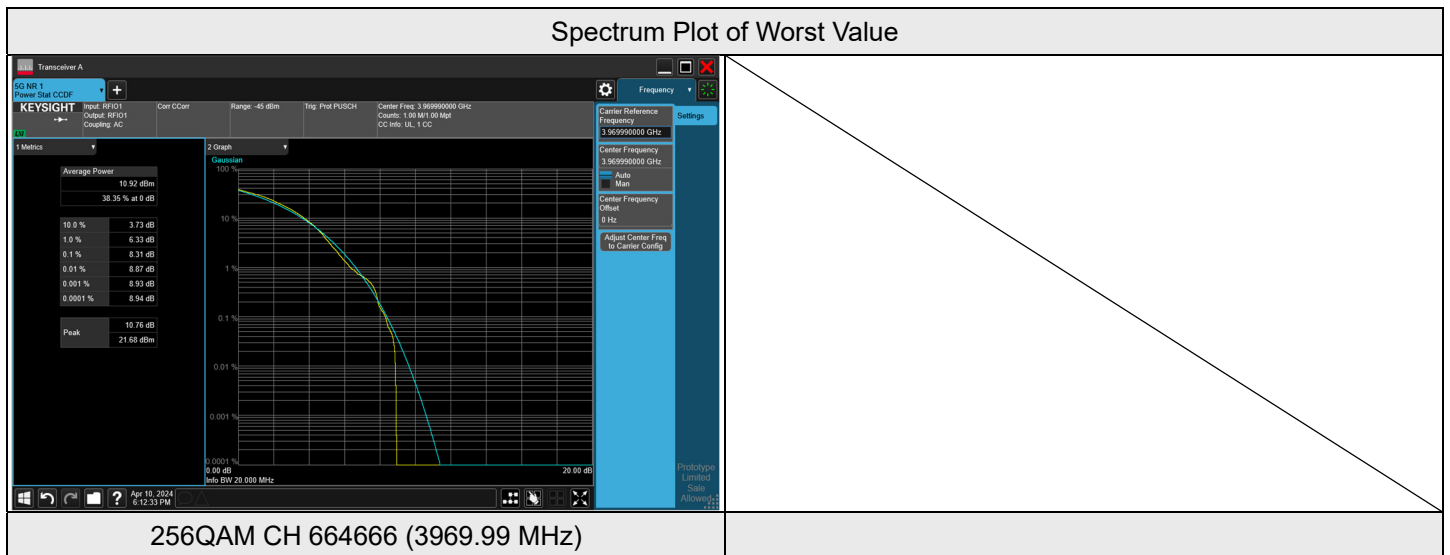 Spectrum Plot of Worst Value
Transceiver A
5G NR 1
Power Stat CCDF
+
Frequency
KEYSIGHT
Input: RFIO1
Output: RFIO1
Coupling: AC
Corr CCorr
Range: -45 dBm
Trig: Prot PUSCH
Center Freq: 3.969990000 GHz
Counts: 1.00 M/1.00 Mpt
CC Info: UL, 1 CC
1 Metrics
Average Power
10.92 dBm
38.35 % at 0 dB
10.0 % 3.73 dB
1.0 % 6.33 dB
0.1 % 8.31 dB
0.01 % 8.87 dB
0.001 % 8.93 dB
0.0001 % 8.94 dB
Peak
10.76 dB
21.68 dBm
2 Graph
Gaussian
100 %
10 %
1 %
0.1 %
0.01 %
0.001 %
0.0001 %
0.00 dB
20.00 dB
Info BW 20.000 MHz
Carrier Reference
Frequency
3.969990000 GHz
Center Frequency
3.969990000 GHz
Auto
Man
Center Frequency
Offset
0 Hz
Adjust Center Freq
to Carrier Config
Settings
Prototype
Limited
Sale
Allowed
?
Apr 10, 2024
6:12:33 PM
256QAM CH 664666 (3969.99 MHz)